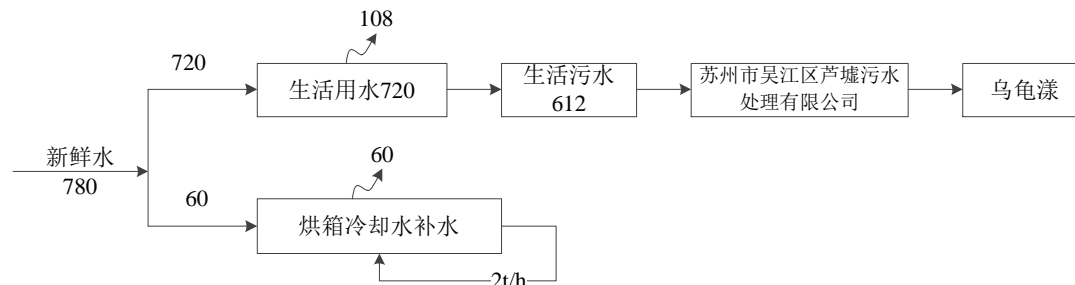 108
720
生活用水720
生活污水
612
苏州市吴江区芦墟污水
处理有限公司
乌龟漾
新鲜水
780
60
60
烘箱冷却水补水
2t/h